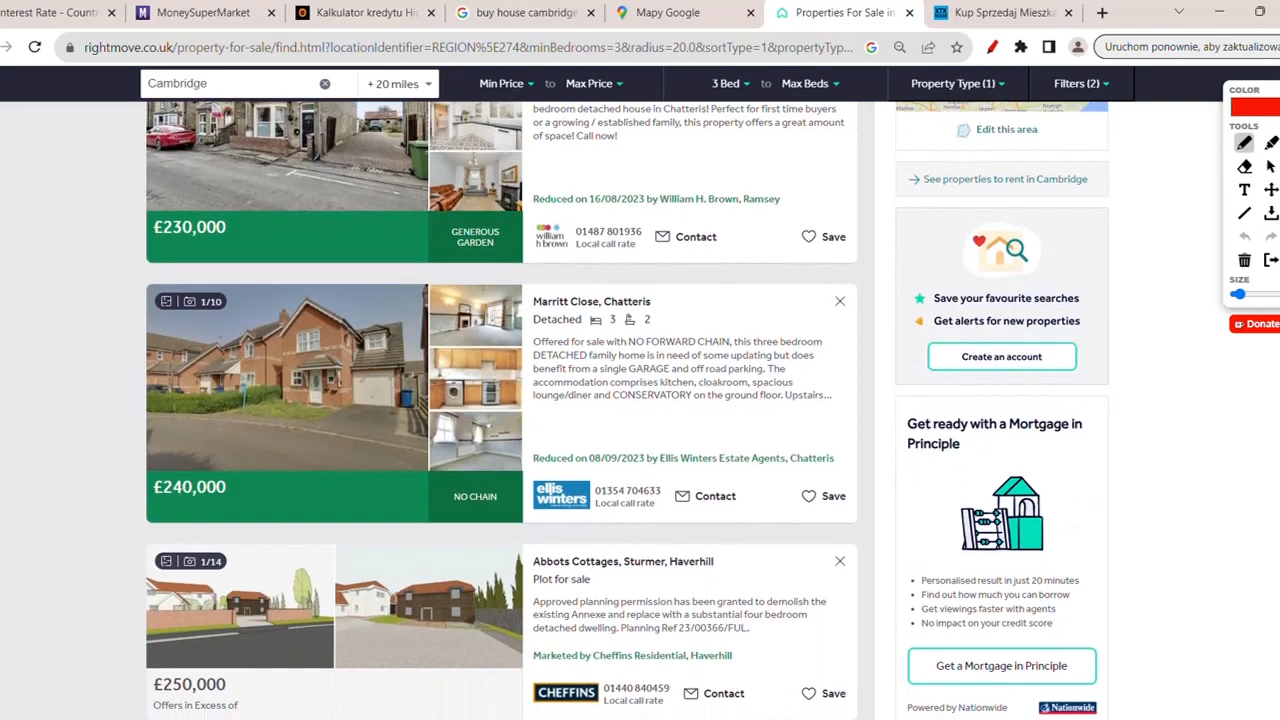 nterest Rate - Count
MoneySuperMarket
Kalkulator kredytu Hip
buy house cambridge
Mapy Google
Properties For Sale in
Kup Sprzedaj Mieszka
rightmove.co.uk/property-for-sale/find.html?locationIdentifier=REGION%5E274&minBedrooms=3&radius=20.0&sortType=1&propertyTyp...
Uruchom ponownie, aby zaktualizowa
Cambridge
+ 20 miles
Min Price
to
Max Price
3 Bed
to
Max Beds
Property Type (1)
Filters (2)
bedroom detached house in Chatteris! Perfect for first time buyers
or a growing / established family, this property offers a great amount
of space! Call now!
Reduced on 16/08/2023 by William H. Brown, Ramsey
£230,000
GENEROUS
GARDEN
william
h brown
01487 801936
Local call rate
Contact
Save
1/10
Marritt Close, Chatteris
Detached 3 2
Offered for sale with NO FORWARD CHAIN, this three bedroom
DETACHED family home is in need of some updating but does
benefit from a single GARAGE and off road parking. The
accommodation comprises kitchen, cloakroom, spacious
lounge/diner and CONSERVATORY on the ground floor. Upstairs...
Reduced on 08/09/2023 by Ellis Winters Estate Agents, Chatteris
£240,000
NO CHAIN
ellis
winters
01354 704633
Local call rate
Contact
Save
1/14
Abbots Cottages, Sturmer, Haverhill
Plot for sale
Approved planning permission has been granted to demolish the
existing Annexe and replace with a substantial four bedroom
detached dwelling. Planning Ref 23/00366/FUL.
Marketed by Cheffins Residential, Haverhill
£250,000
Offers in Excess of
CHEFFINS
01440 840459
Local call rate
Contact
Save
Edit this area
See properties to rent in Cambridge
Save your favourite searches
Get alerts for new properties
Create an account
Get ready with a Mortgage in
Principle
• Personalised result in just 20 minutes
• Find out how much you can borrow
• Get viewings faster with agents
• No impact on your credit score
Get a Mortgage in Principle
Powered by Nationwide
Nationwide
COLOR
TOOLS
T
SIZE
Donate